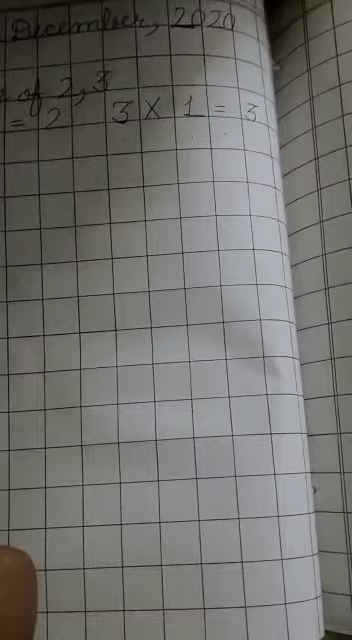 December, 2020
of 2, 3
= 2 3 × 1 = 3